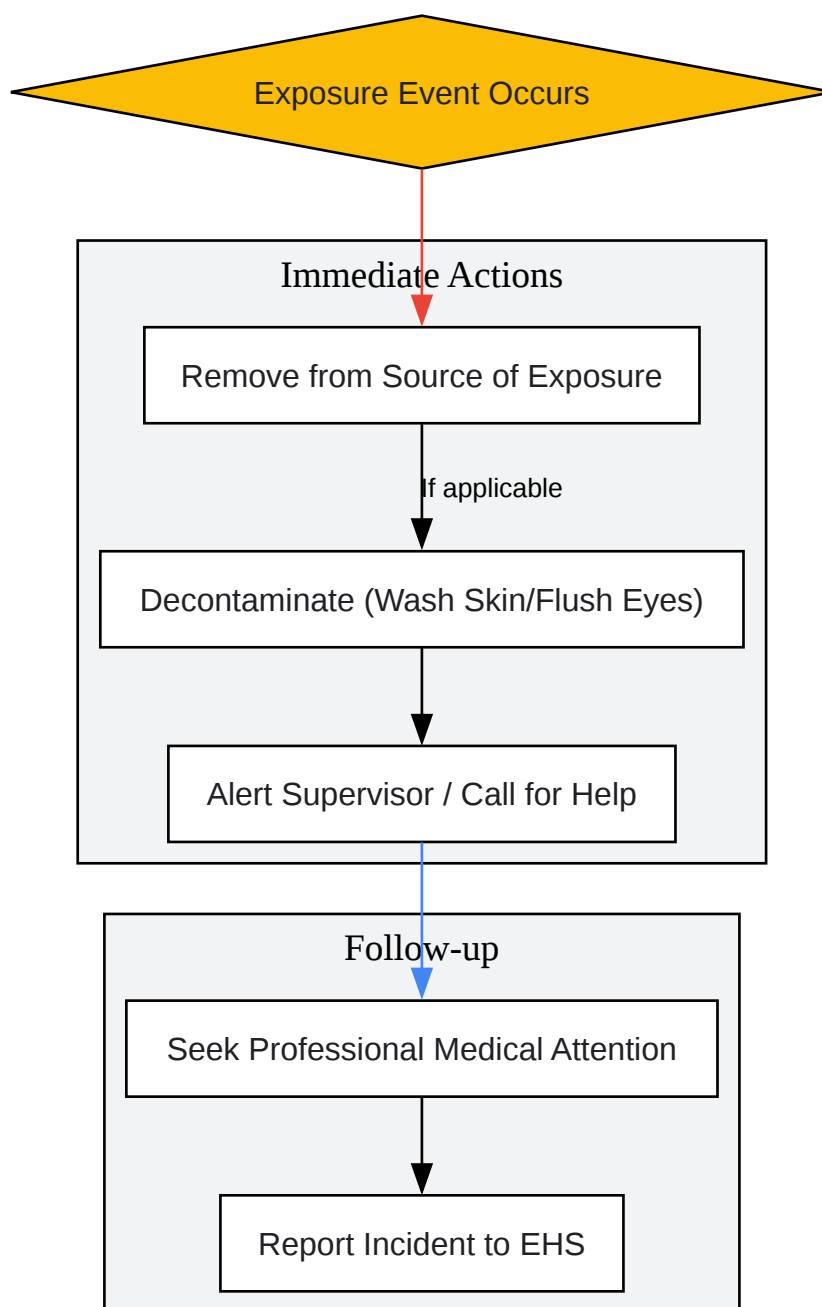 Exposure Event Occurs
Immediate Actions
Remove from Source of Exposure
If applicable
Decontaminate (Wash Skin/Flush Eyes)
Alert Supervisor / Call for Help
Follow-up
Seek Professional Medical Attention
Report Incident to EHS